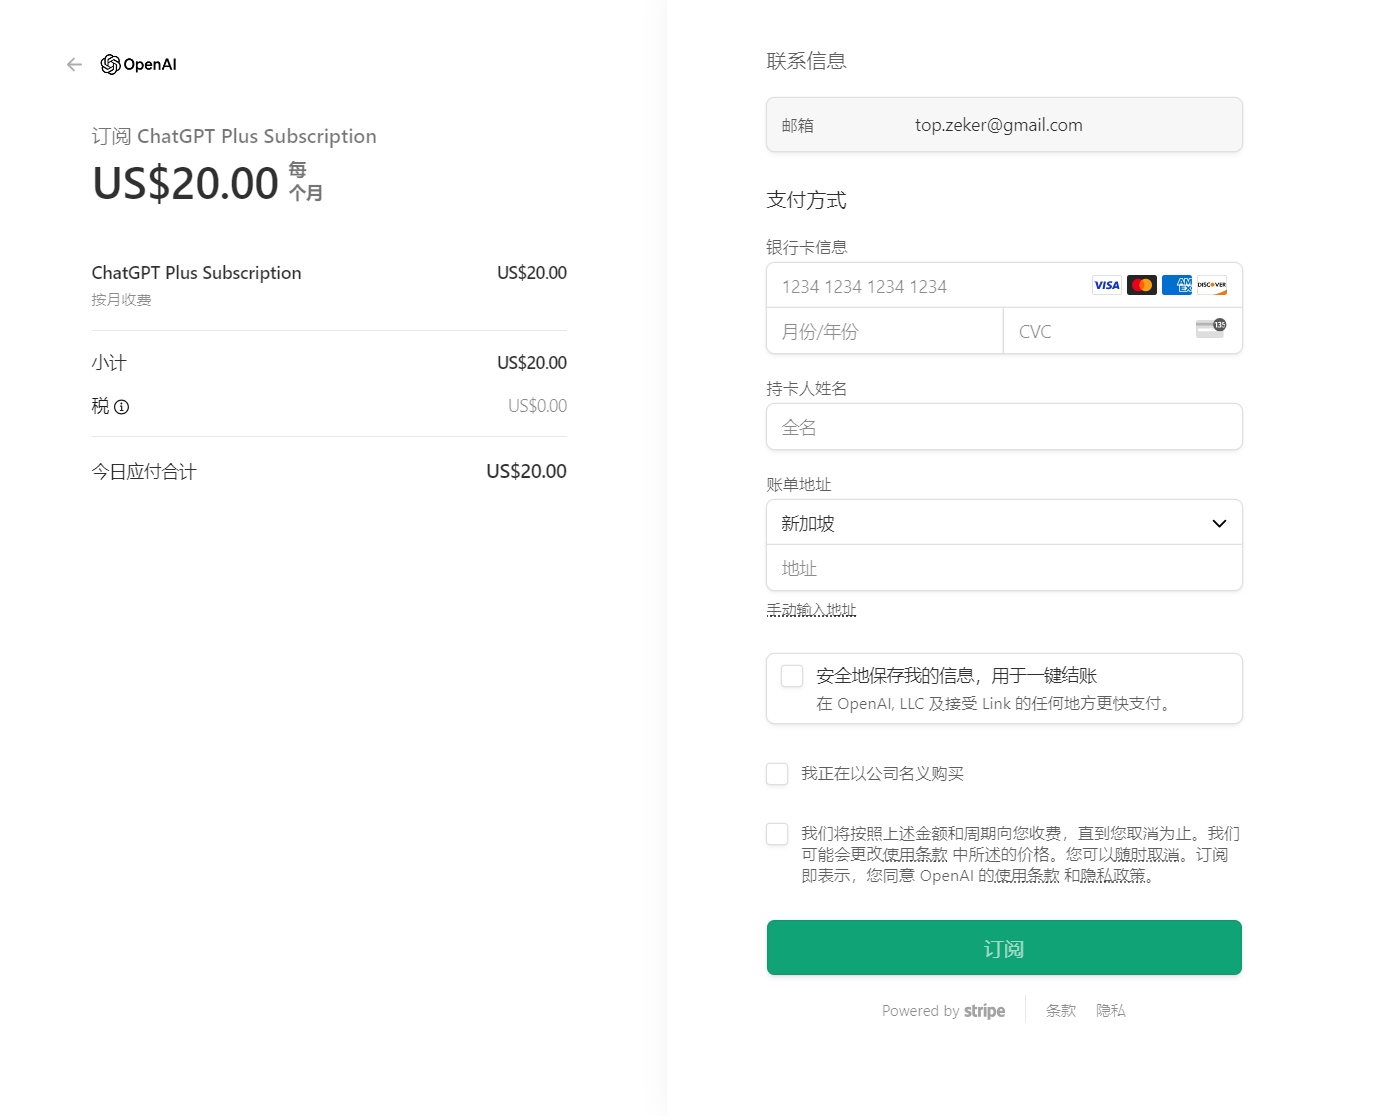 OpenAI
订阅 ChatGPT Plus Subscription
US$20.00 每
个月
ChatGPT Plus Subscription US$20.00
按月收费
小计 US$20.00
税 US$0.00
今日应付合计 US$20.00
联系信息
邮箱 top.zeker@gmail.com
支付方式
银行卡信息
1234 1234 1234 1234 VISA AMEX DISCOVER
月份/年份 CVC 135
持卡人姓名
全名
账单地址
新加坡
地址
手动输入地址
安全地保存我的信息，用于一键结账
在 OpenAI, LLC 及接受 Link 的任何地方更快支付。
我正在以公司名义购买
我们将按照上述金额和周期向您收费，直到您取消为止。我们
可能会更改使用条款 中所述的价格。您可以随时取消。订阅
即表示，您同意 OpenAI 的使用条款 和隐私政策。
订阅
Powered by stripe 条款 隐私